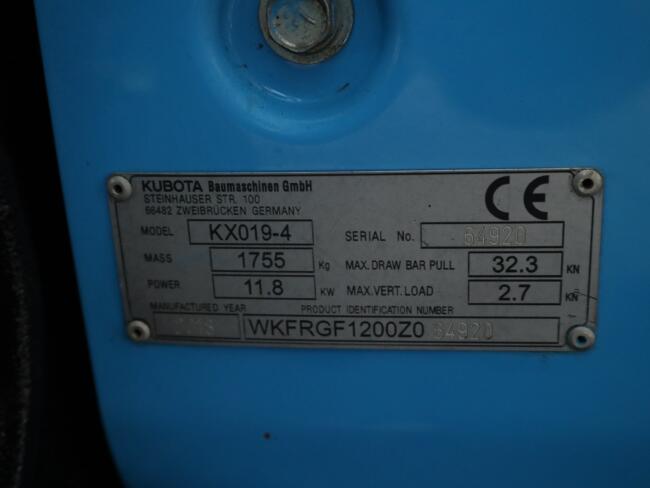 KUBOTA Baumaschinen GmbH
STEINHAUSER STR. 100
66482 ZWEIBRÜCKEN GERMANY
CE
MODEL KX019-4 SERIAL No. 64920
MASS 1755 Kg MAX. DRAW BAR PULL 32.3 KN
POWER 11.8 KW MAX. VERT. LOAD 2.7 KN
MANUFACTURED YEAR PRODUCT IDENTIFICATION NUMBER
WKFRGF1200Z0 64920